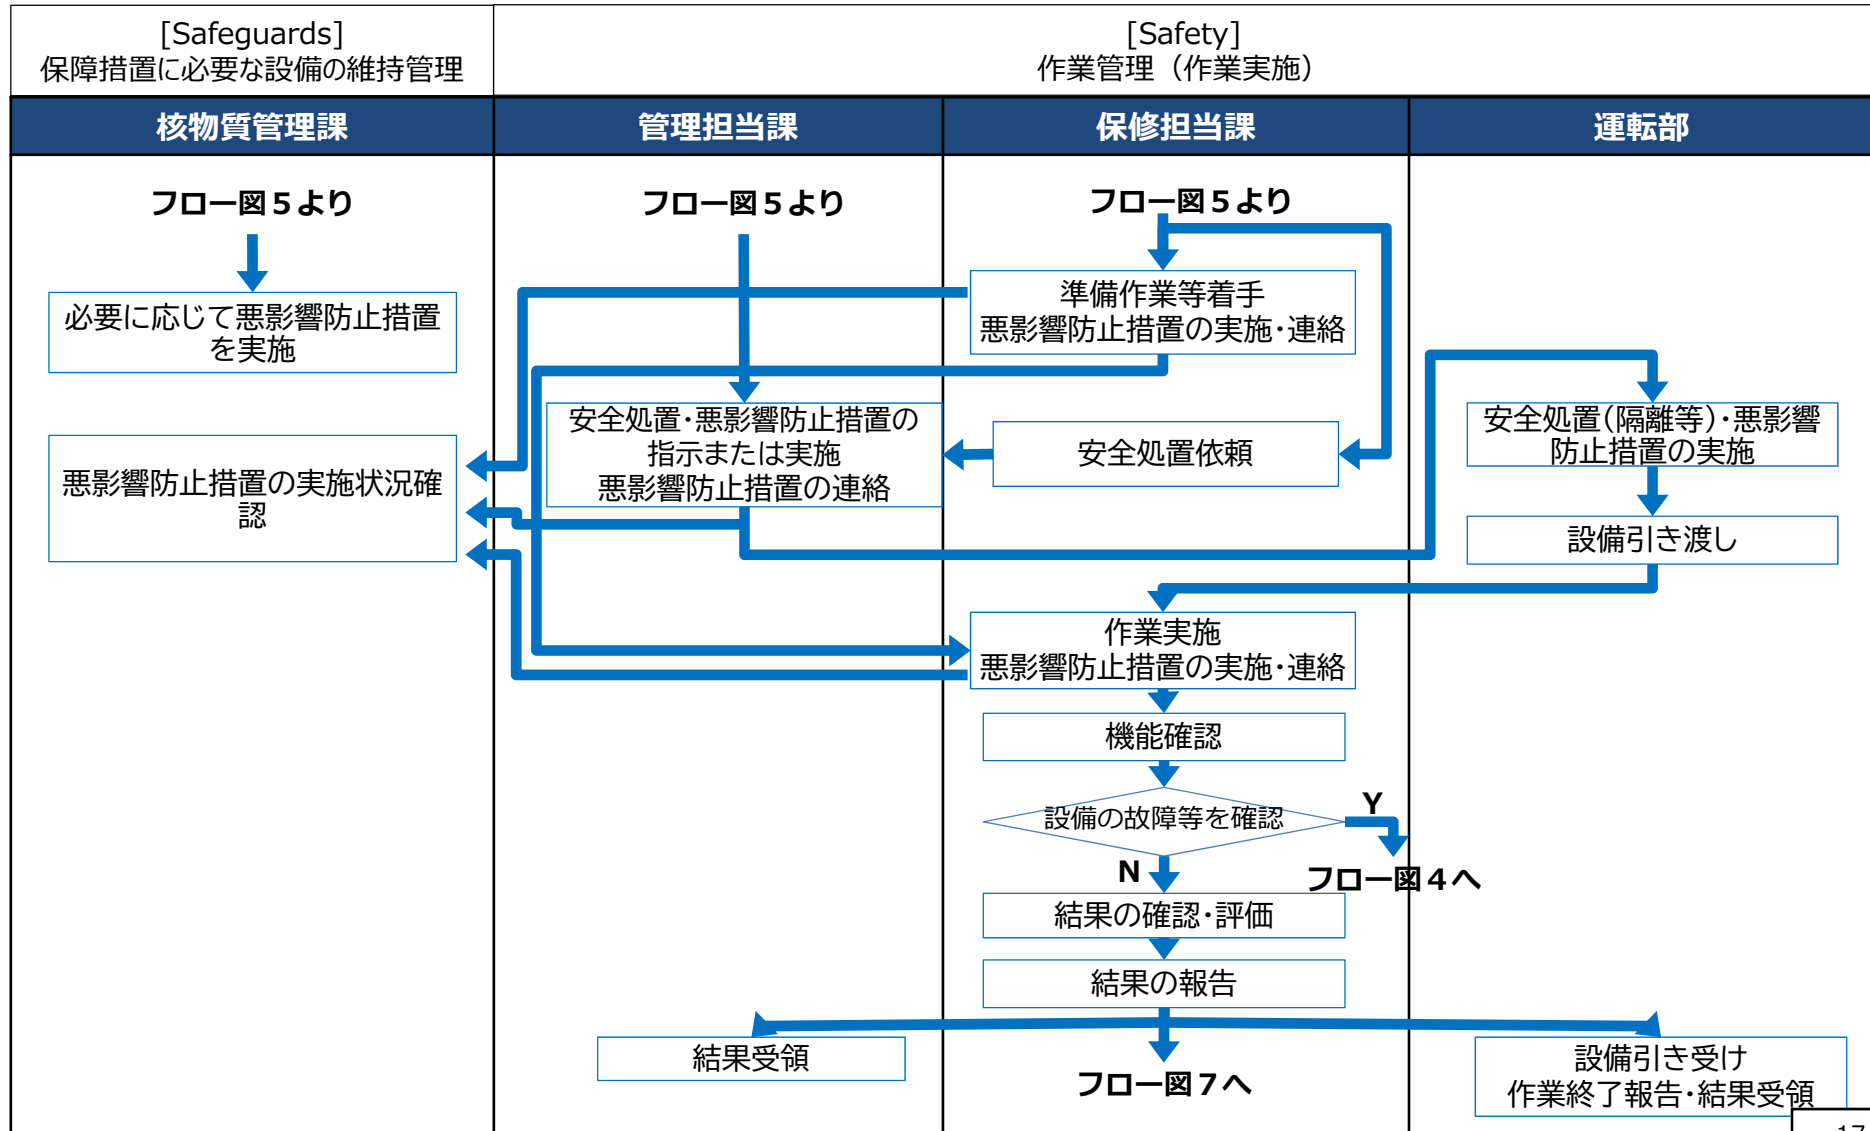 [Safeguards]
保障措置に必要な設備の維持管理
[Safety]
作業管理（作業実施）
核物質管理課
管理担当課
保修担当課
運転部
フロー図５より
フロー図５より
フロー図５より
必要に応じて悪影響防止措置
を実施
準備作業等着手
悪影響防止措置の実施・連絡
安全処置・悪影響防止措置の
指示または実施
悪影響防止措置の連絡
安全処置依頼
安全処置(隔離等)・悪影響
防止措置の実施
悪影響防止措置の実施状況確
認
設備引き渡し
作業実施
悪影響防止措置の実施・連絡
機能確認
設備の故障等を確認
Y
フロー図４へ
N
結果の確認・評価
結果の報告
結果受領
フロー図７へ
設備引き受け
作業終了報告・結果受領
17